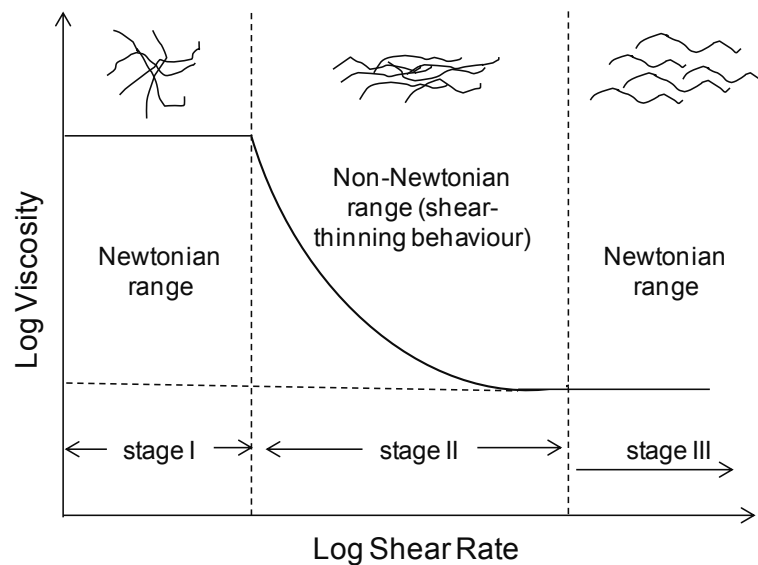 Log Viscosity
Newtonian
range
Non-Newtonian
range (shear-
thinning behaviour)
Newtonian
range
stage I
stage II
stage III
Log Shear Rate